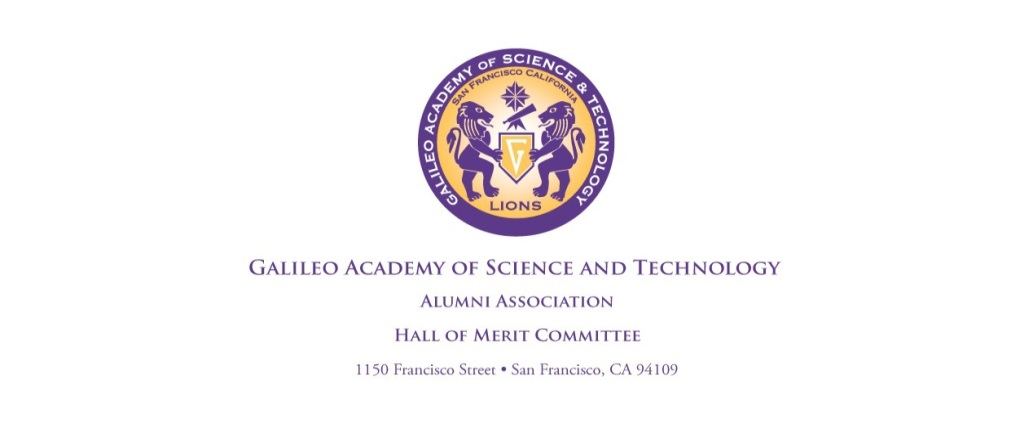 GALILEO ACADEMY OF SCIENCE & TECHNOLOGY
SAN FRANCISCO CALIFORNIA
G
LIONS
GALILEO ACADEMY OF SCIENCE AND TECHNOLOGY
ALUMNI ASSOCIATION
HALL OF MERIT COMMITTEE
1150 Francisco Street • San Francisco, CA 94109